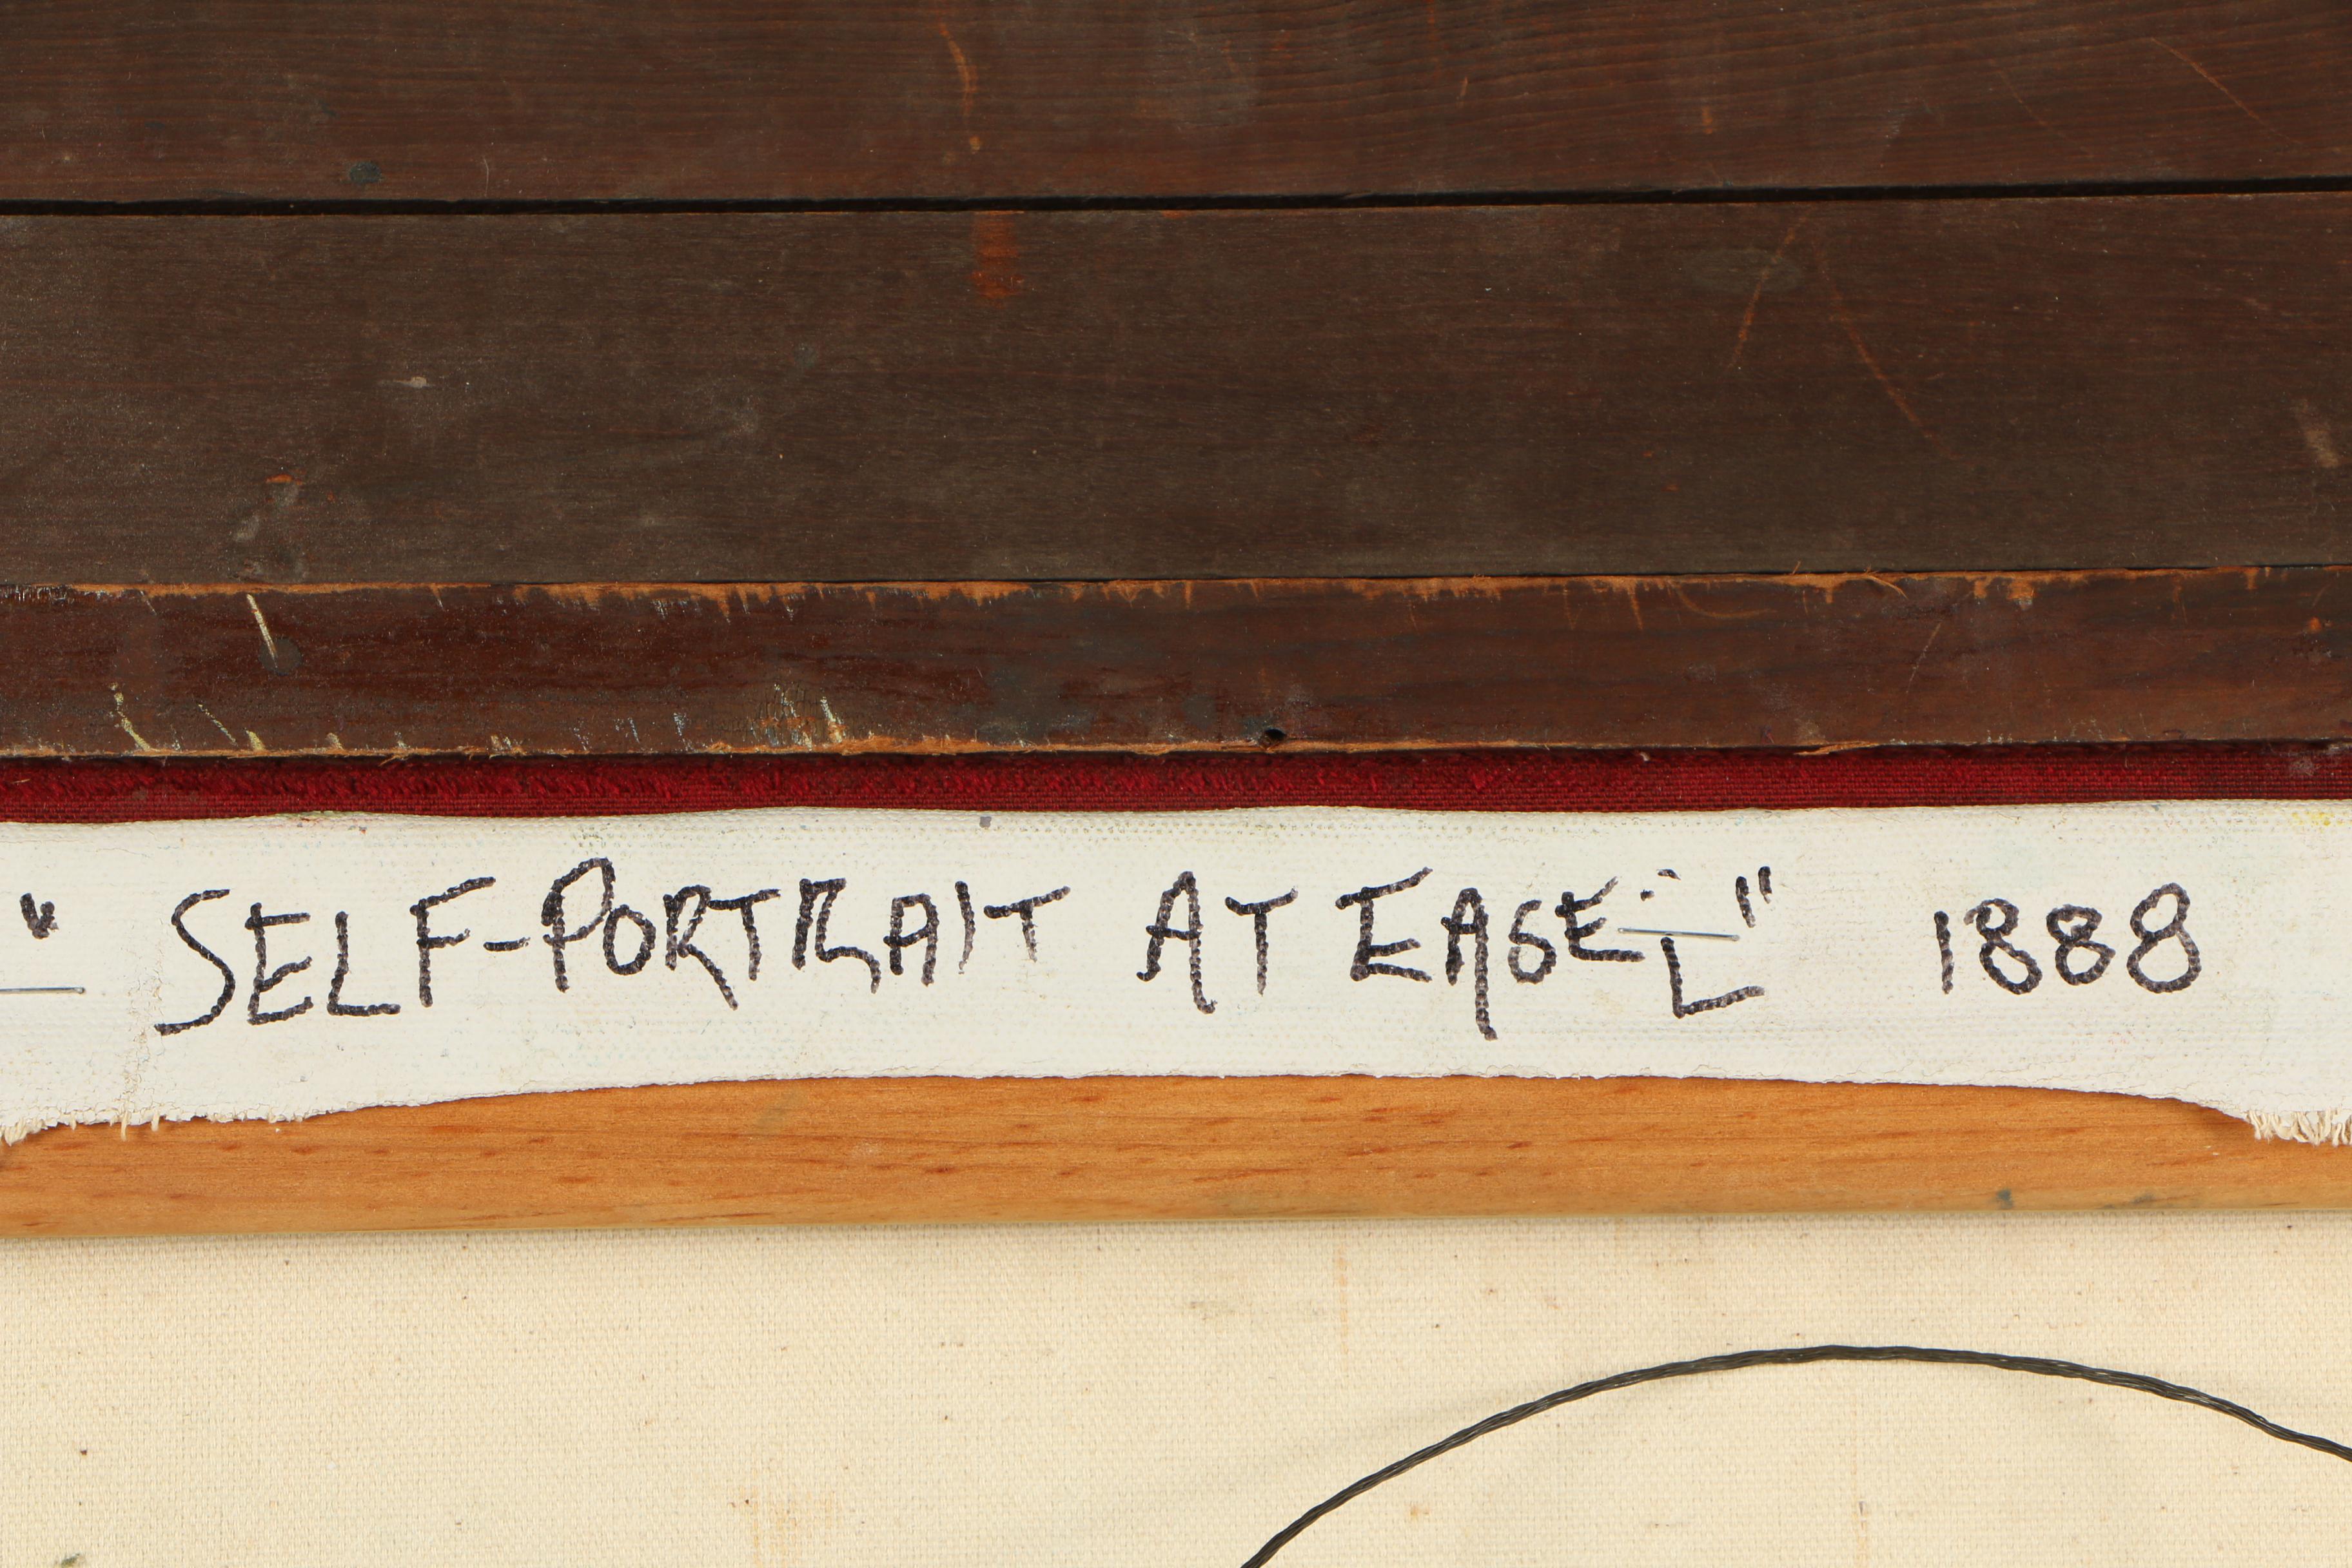 " SELF-PORTRAIT AT EASEL" 1888